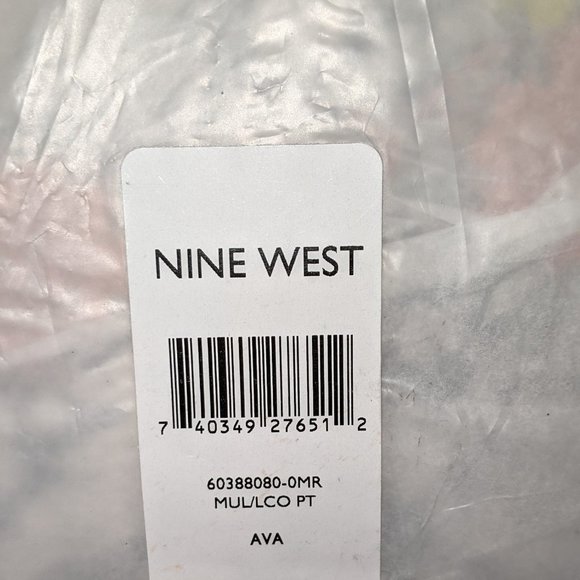 NINE WEST
7 40349 27651 2
60388080-0MR
MUL/LCO PT
AVA